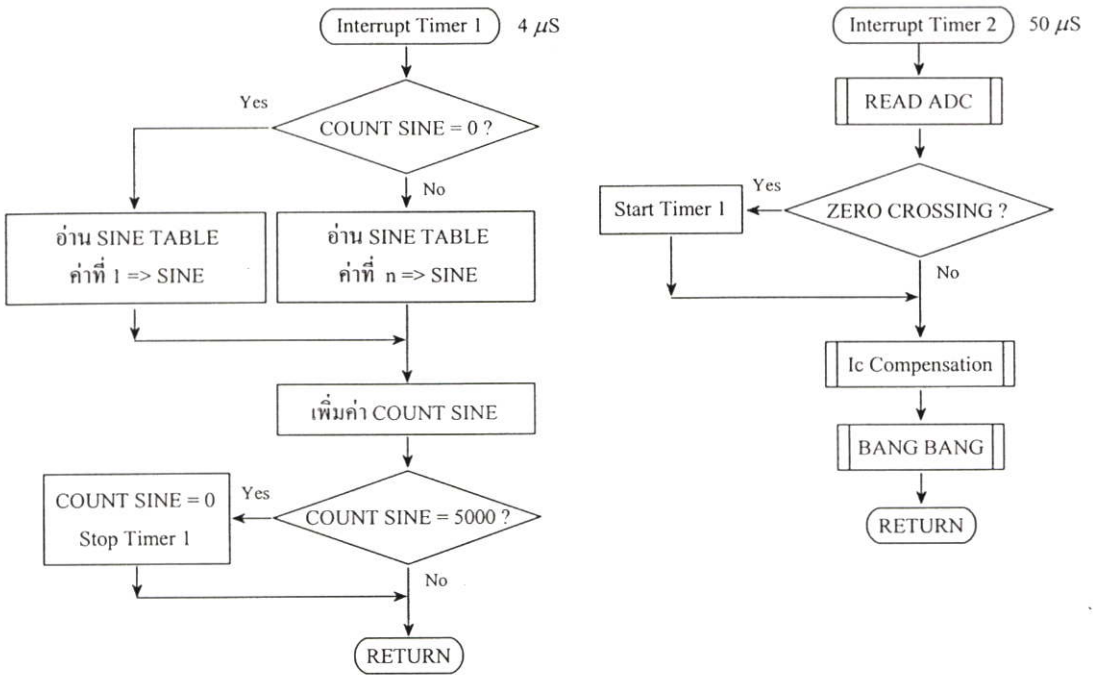 Interrupt Timer 1 4 μS
COUNT SINE = 0 ?
Yes
No
อ่าน SINE TABLE
ค่าที่ 1 => SINE
อ่าน SINE TABLE
ค่าที่ n => SINE
เพิ่มค่า COUNT SINE
COUNT SINE = 5000 ?
Yes
COUNT SINE = 0
Stop Timer 1
No
RETURN
Interrupt Timer 2 50 μS
READ ADC
ZERO CROSSING ?
Yes
Start Timer 1
No
Ic Compensation
BANG BANG
RETURN